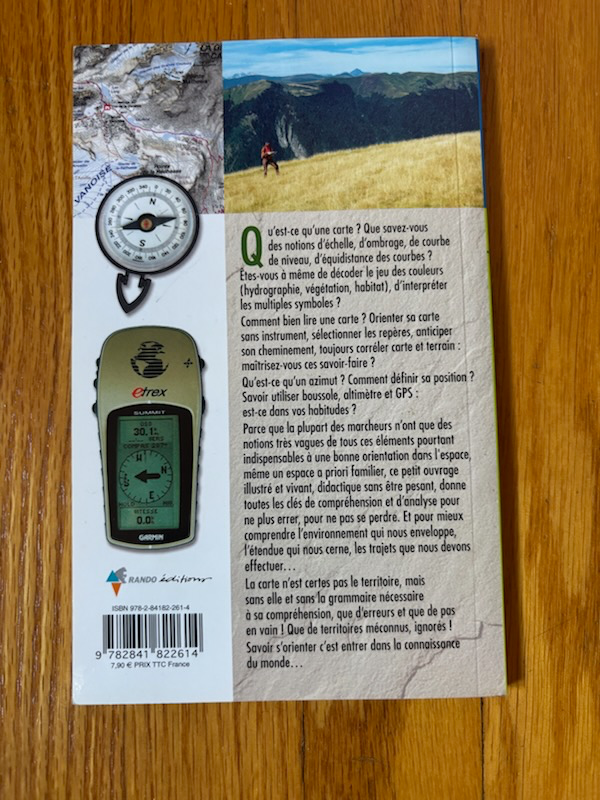 VANOISE
N
S
Qu'est-ce qu'une carte ? Que savez-vous
des notions d'échelle, d'ombrage, de courbe
de niveau, d'équidistance des courbes ?
Êtes-vous à même de décoder le jeu des couleurs
(hydrographie, végétation, habitat), d'interpréter
les multiples symboles ?
Comment bien lire une carte ? Orienter sa carte
sans instrument, sélectionner les repères, anticiper
son cheminement, toujours corréler carte et terrain :
maîtrisez-vous ces savoir-faire ?
Qu'est-ce qu'un azimut ? Comment définir sa position ?
Savoir utiliser boussole, altimètre et GPS :
est-ce dans vos habitudes ?
Parce que la plupart des marcheurs n'ont que des
notions très vagues de tous ces éléments pourtant
indispensables à une bonne orientation dans l'espace,
même un espace a priori familier, ce petit ouvrage
illustré et vivant, didactique sans être pesant, donne
toutes les clés de compréhension et d'analyse pour
ne plus errer, pour ne pas se perdre. Et pour mieux
comprendre l'environnement qui nous enveloppe,
l'étendue qui nous cerne, les trajets que nous devons
effectuer…
La carte n'est certes pas le territoire, mais
sans elle et sans la grammaire nécessaire
à sa compréhension, que d'erreurs et que de pas
en vain ! Que de territoires méconnus, ignorés !
Savoir s'orienter c'est entrer dans la connaissance
du monde…
etrex
SUMMIT
30.1
N
E
VITESSE
0.0
GARMIN
RANDO éditions
ISBN 978-2-84182-261-4
9 782841 822614
7,90 € PRIX TTC France